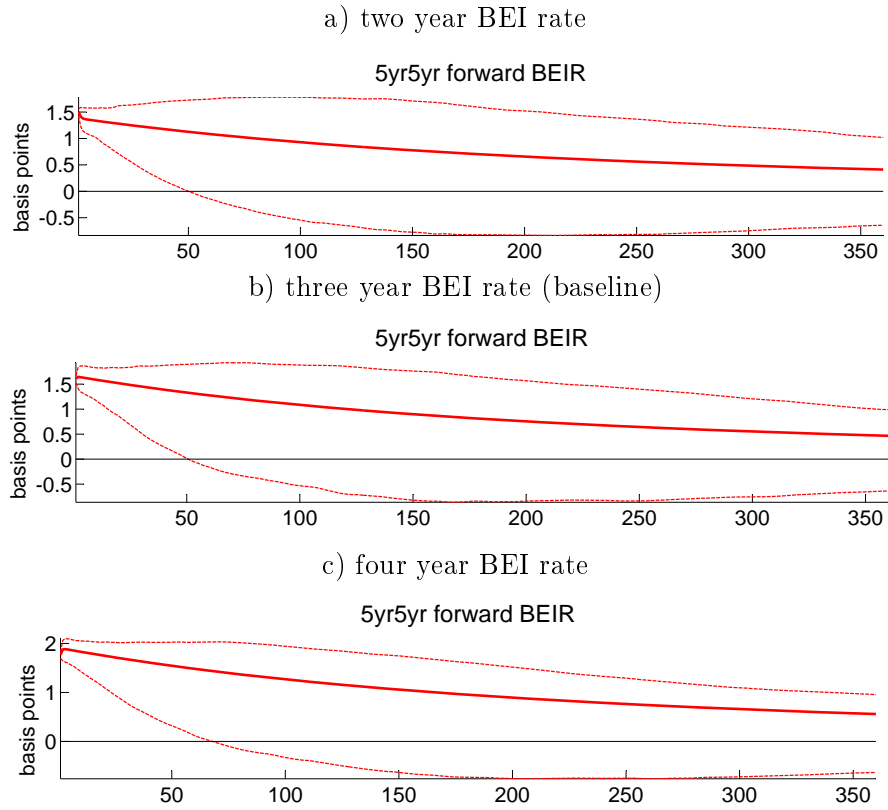 a) two year BEI rate
5yr5yr forward BEIR
basis points
1.5
1
0.5
0
-0.5
50 100 150 200 250 300 350
b) three year BEI rate (baseline)
5yr5yr forward BEIR
basis points
1.5
1
0.5
0
-0.5
50 100 150 200 250 300 350
c) four year BEI rate
5yr5yr forward BEIR
basis points
2
1
0
50 100 150 200 250 300 350